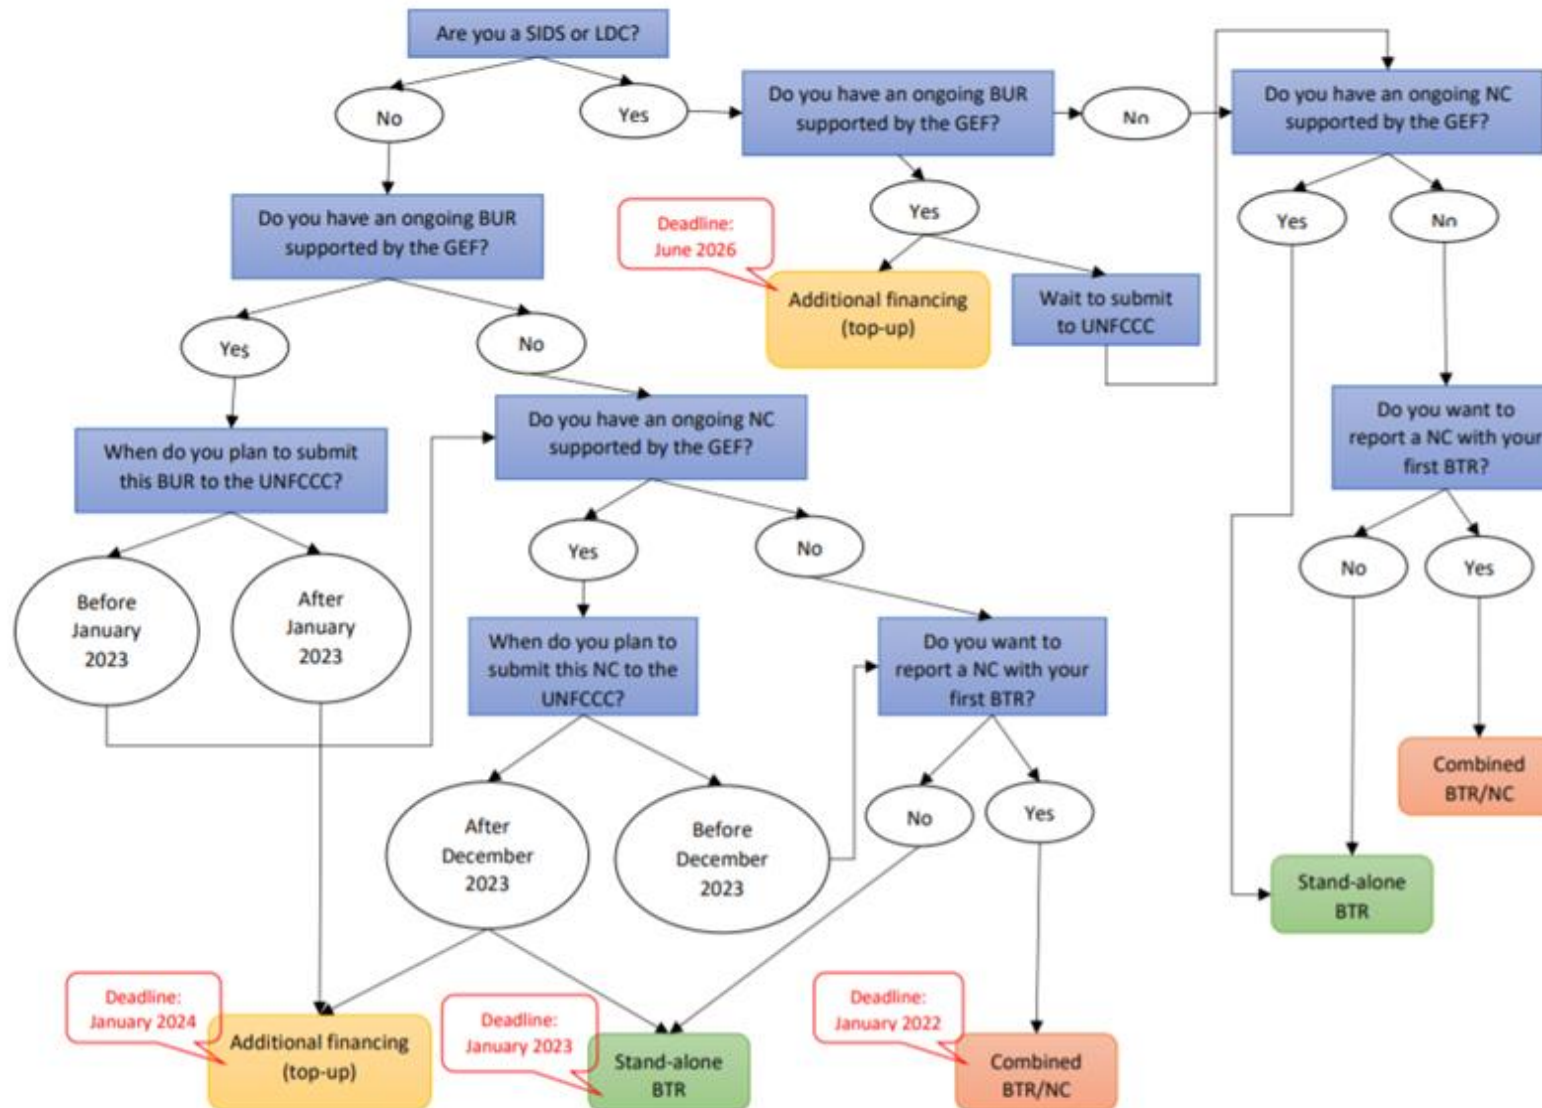 Are you a SIDS or LDC?
No
Yes
Do you have an ongoing BUR
supported by the GEF?
No
Do you have an ongoing NC
supported by the GEF?
Yes
Yes
No
Do you have an ongoing BUR
supported by the GEF?
Deadline:
June 2026
Additional financing
(top-up)
Wait to submit
to UNFCCC
Yes
No
Do you want to
report a NC with your
first BTR?
When do you plan to submit
this BUR to the UNFCCC?
Do you have an ongoing NC
supported by the GEF?
Before
January
2023
After
January
2023
Yes
No
No
Yes
When do you plan to
submit this NC to the
UNFCCC?
Do you want to
report a NC with your
first BTR?
Combined
BTR/NC
After
December
2023
Before
December
2023
No
Yes
Stand-alone
BTR
Deadline:
January 2024
Additional financing
(top-up)
Deadline:
January 2023
Stand-alone
BTR
Deadline:
January 2022
Combined
BTR/NC